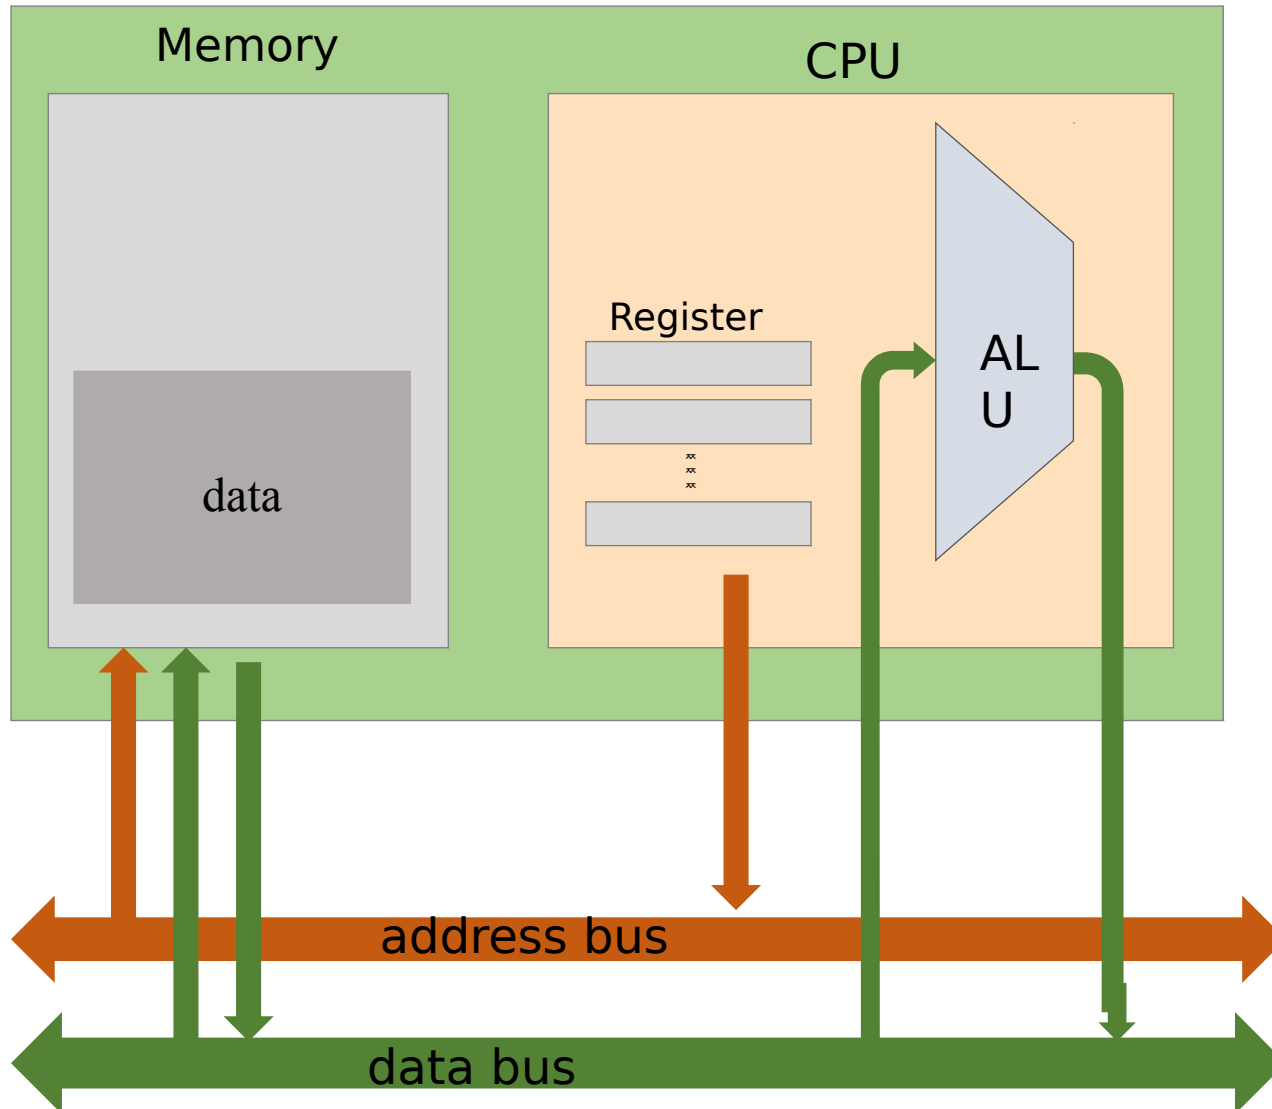 Memory
CPU
Register
AL
U
data
address bus
data bus